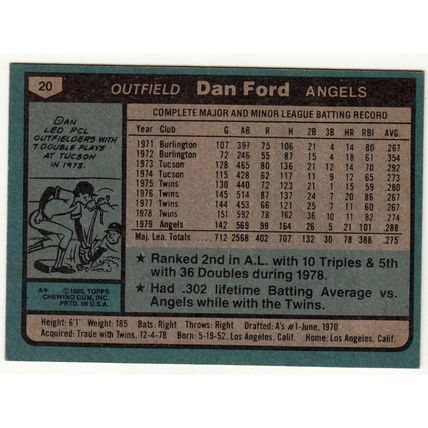 20
OUTFIELD Dan Ford ANGELS
DAN
LED PCL
OUTFIELDERS WITH
7 DOUBLE PLAYS
AT TUCSON
IN 1973.
COMPLETE MAJOR AND MINOR LEAGUE BATTING RECORD
Year Club G AB R H 2B 3B HR RBI AVG.
1971 Burlington 107 397 75 106 21 4 14 80 .267
1972 Burlington 72 246 55 87 15 4 18 61 .354
1973 Tucson 133 468 65 136 21 12 14 70 .292
1974 Tucson 115 419 74 114 11 9 12 65 .273
1975 Twins 130 440 72 123 21 1 15 59 .280
1976 Twins 145 514 87 137 24 7 20 86 .267
1977 Twins 144 453 66 121 25 7 11 60 .267
1978 Twins 151 592 78 162 36 10 11 82 .274
1979 Angels 142 569 99 164 26 5 21 101 .288
Maj. Lea. Totals 712 2568 402 707 132 30 78 388 .275
★ Ranked 2nd in A.L. with 10 Triples & 5th
with 36 Doubles during 1978.
★ Had .302 lifetime Batting Average vs.
Angels while with the Twins.
A★ © 1980, TOPPS
CHEWING GUM, INC.
PRTD. IN U.S.A.
Height: 6'1" Weight: 185 Bats: Right Throws: Right Drafted: A's #1-June, 1970
Acquired: Trade with Twins, 12-4-78 Born: 5-19-52, Los Angeles, Calif. Home: Los Angeles, Calif.